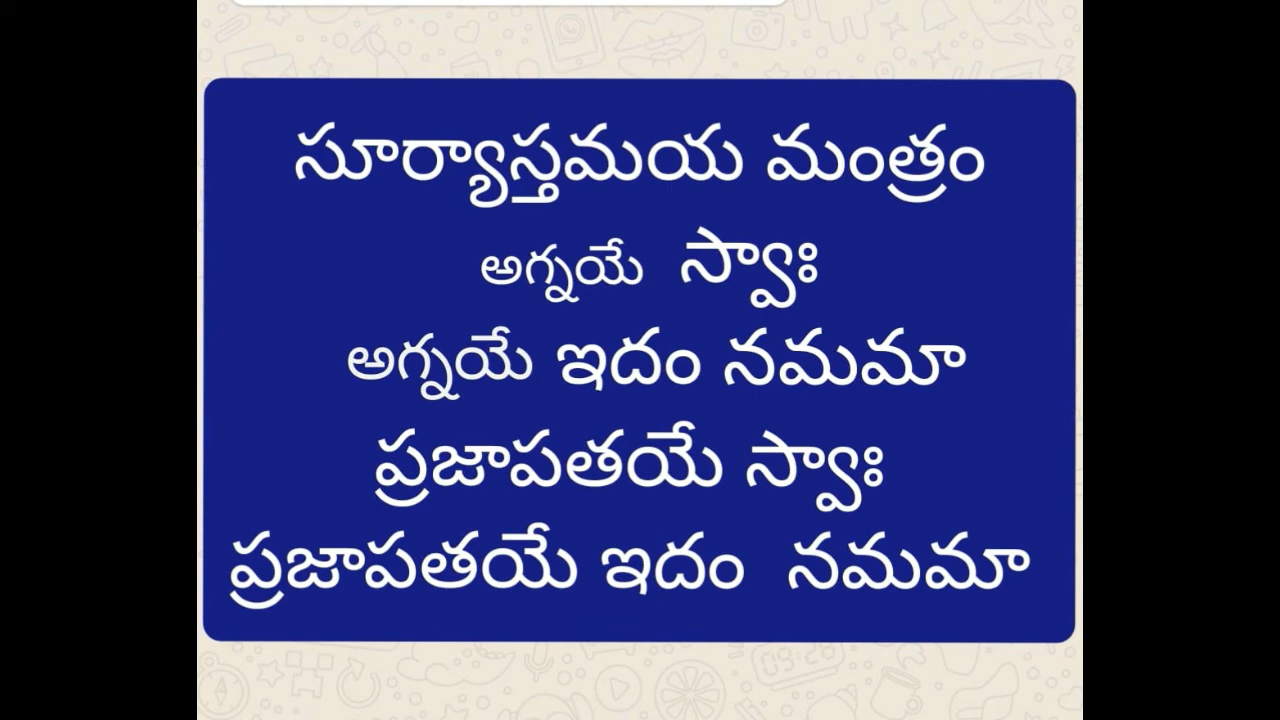 సూర్యాస్తమయ మంత్రం
అగ్నయే స్వాః
అగ్నయే ఇదం నమమా
ప్రజాపతయే స్వాః
ప్రజాపతయే ఇదం నమమా